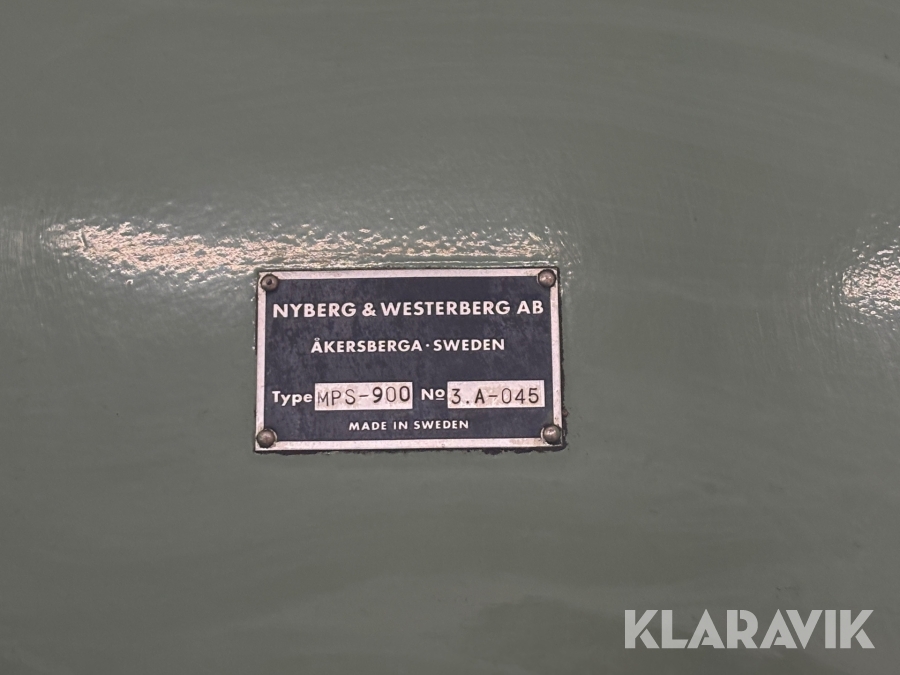 NYBERG & WESTERBERG AB
ÅKERSBERGA · SWEDEN
Type MPS-900 Nº 3.A-045
MADE IN SWEDEN
KLARAVIK